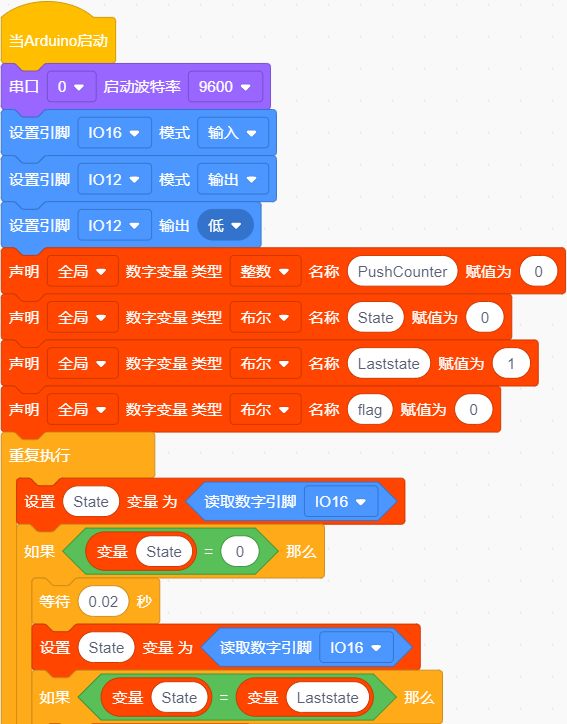 当Arduino启动
串口 0 启动波特率 9600
设置引脚 IO16 模式 输入
设置引脚 IO12 模式 输出
设置引脚 IO12 输出 低
声明 全局 数字变量 类型 整数 名称 PushCounter 赋值为 0
声明 全局 数字变量 类型 布尔 名称 State 赋值为 0
声明 全局 数字变量 类型 布尔 名称 Laststate 赋值为 1
声明 全局 数字变量 类型 布尔 名称 flag 赋值为 0
重复执行
设置 State 变量 为 读取数字引脚 IO16
如果 变量 State = 0 那么
等待 0.02 秒
设置 State 变量 为 读取数字引脚 IO16
如果 变量 State = 变量 Laststate 那么